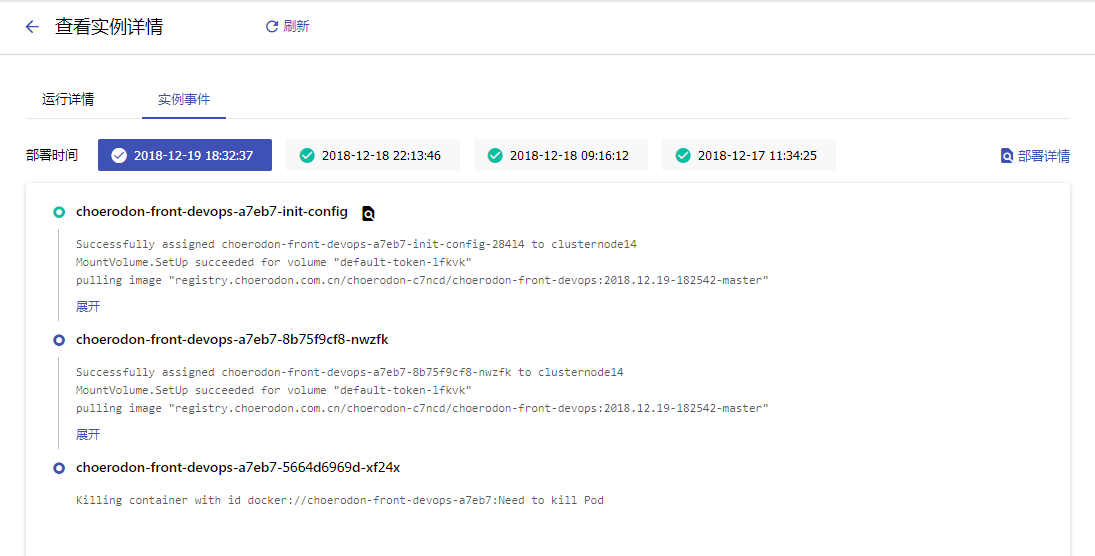 查看实例详情 刷新
运行详情 实例事件
部署时间 2018-12-19 18:32:37 2018-12-18 22:13:46 2018-12-18 09:16:12 2018-12-17 11:34:25 部署详情
choerodon-front-devops-a7eb7-init-config
Successfully assigned choerodon-front-devops-a7eb7-init-config-28414 to clusternode14
MountVolume.SetUp succeeded for volume "default-token-lfkvk"
pulling image "registry.choerodon.com.cn/choerodon-c7ncd/choerodon-front-devops:2018.12.19-182542-master"
展开
choerodon-front-devops-a7eb7-8b75f9cf8-nwzfk
Successfully assigned choerodon-front-devops-a7eb7-8b75f9cf8-nwzfk to clusternode14
MountVolume.SetUp succeeded for volume "default-token-lfkvk"
pulling image "registry.choerodon.com.cn/choerodon-c7ncd/choerodon-front-devops:2018.12.19-182542-master"
展开
choerodon-front-devops-a7eb7-5664d6969d-xf24x
Killing container with id docker://choerodon-front-devops-a7eb7:Need to kill Pod